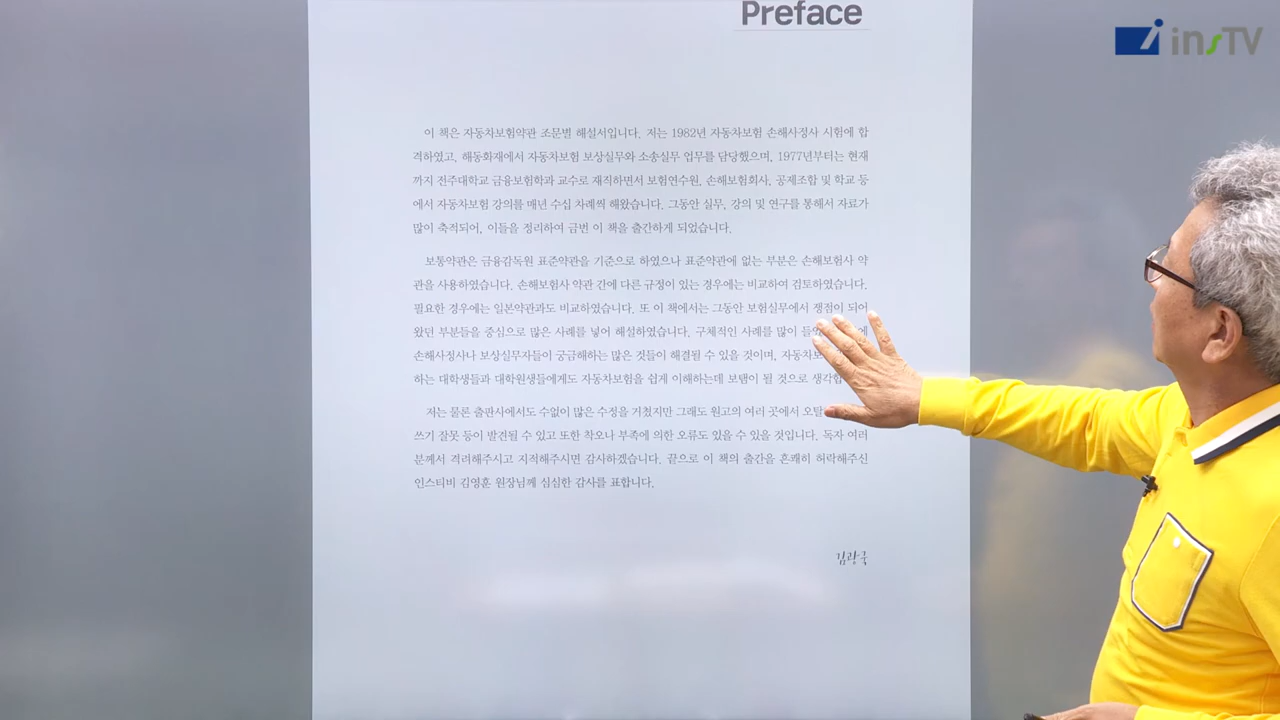 Preface
insTV
이 책은 자동차보험약관 조문별 해설서입니다. 저는 1982년 자동차보험 손해사정사 시험에 합
격하였고, 해동화재에서 자동차보험 보상실무와 소송실무 업무를 담당했으며, 1977년부터는 현재
까지 전주대학교 금융보험학과 교수로 재직하면서 보험연수원, 손해보험회사, 공제조합 및 학교 등
에서 자동차보험 강의를 매년 수십 차례씩 해왔습니다. 그동안 실무, 강의 및 연구를 통해서 자료가
많이 축적되어, 이들을 정리하여 금번 이 책을 출간하게 되었습니다.
보통약관은 금융감독원 표준약관을 기준으로 하였으나 표준약관에 없는 부분은 손해보험사 약
관을 사용하였습니다. 손해보험사 약관 간에 다른 규정이 있는 경우에는 비교하여 검토하였습니다.
필요한 경우에는 일본약관과도 비교하였습니다. 또 이 책에서는 그동안 보험실무에서 쟁점이 되어
왔던 부분들을 중심으로 많은 사례를 넣어 해설하였습니다. 구체적인 사례를 많이 에
손해사정사나 보상실무자들이 궁금해하는 많은 것들이 해결될 수 있을 것이며,
하는 대학생들과 대학원생들에게도 자동차보험을 쉽게 이해하는데 보탬이 될 것으로
저는 물론 출판사에서도 수없이 많은 수정을 거쳤지만 그래도 원고의 여러 곳에서
쓰기 잘못 등이 발견될 수 있고 또한 착오나 부족에 의한 오류도 있을 수 있을 것입니다. 독자 여러
분께서 격려해주시고 지적해주시면 감사하겠습니다. 끝으로 이 책의 출간을 흔쾌히 허락해주신
인스티비 김영훈 원장님께 심심한 감사를 표합니다.
김광국